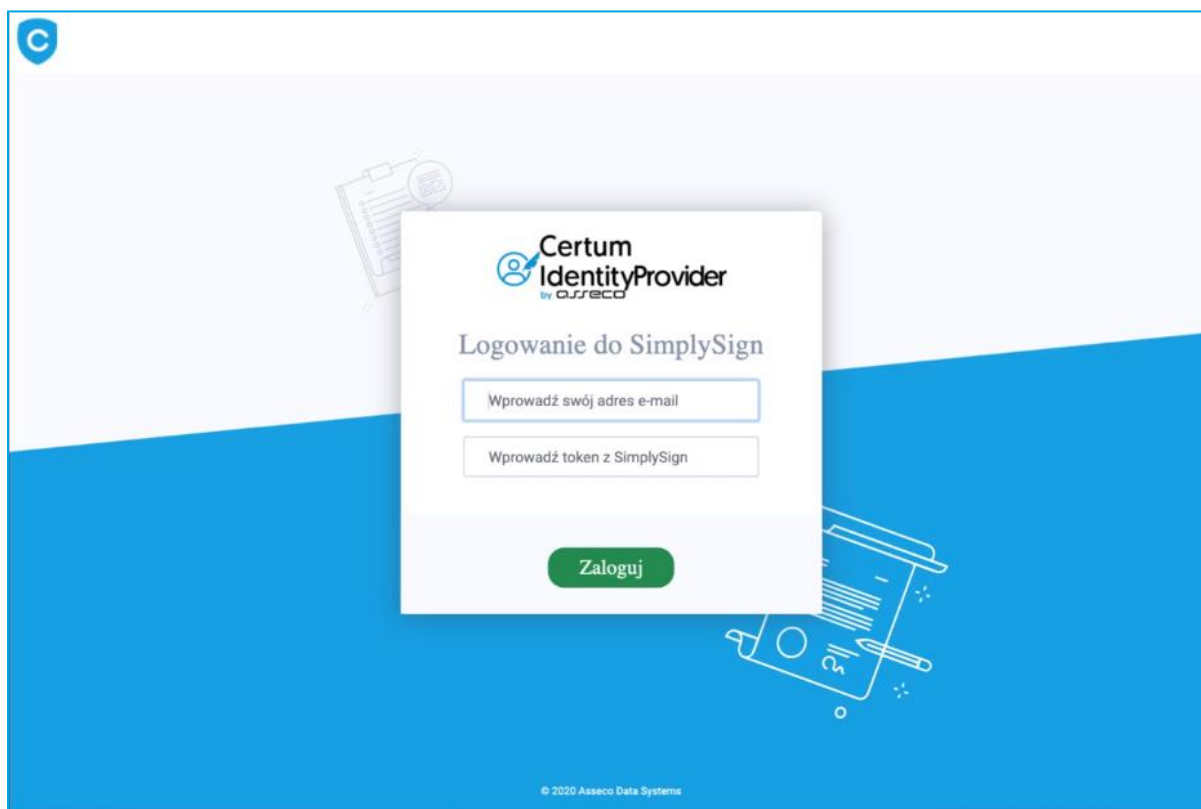 C
Certum
IdentityProvider
by asseco
Logowanie do SimplySign
Wprowadź swój adres e-mail
Wprowadź token z SimplySign
Zaloguj
© 2020 Asseco Data Systems